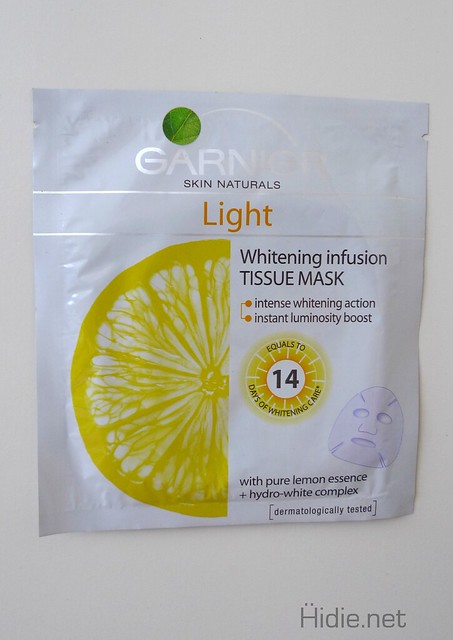 GARNIER
SKIN NATURALS
Light
Whitening infusion
TISSUE MASK
intense whitening action
instant luminosity boost
EQUALS TO
14
DAYS OF WHITENING CARE*
with pure lemon essence
+ hydro-white complex
[dermatologically tested]
Ḧidie.net